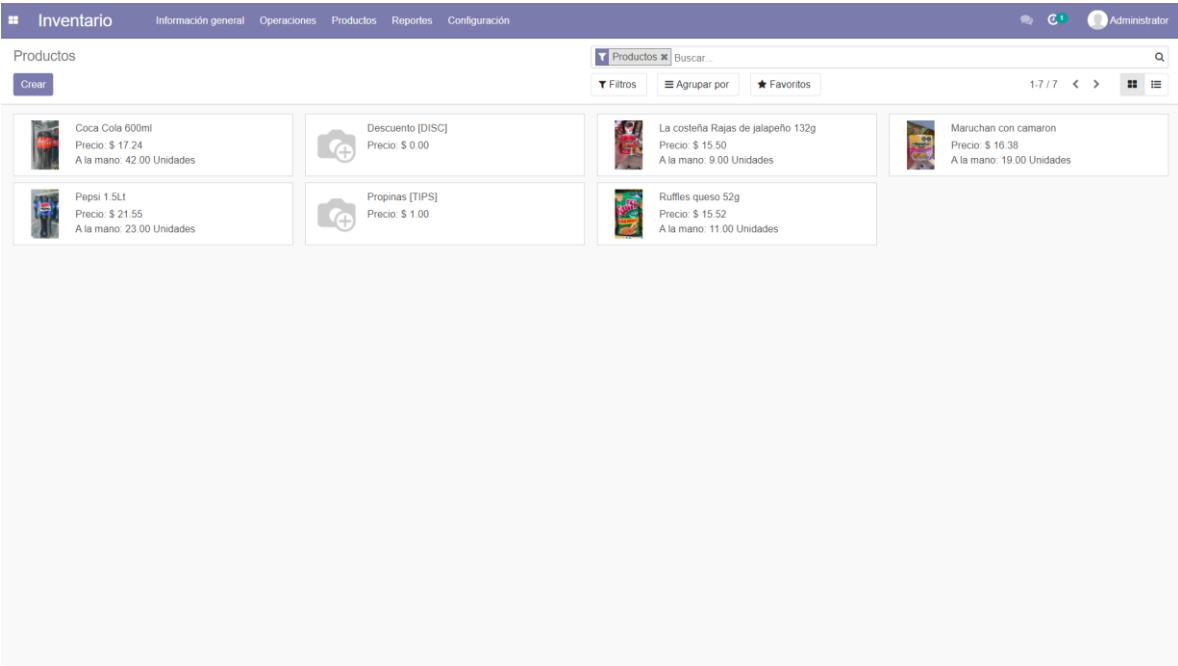 Inventario Información general Operaciones Productos Reportes Configuración 1 Administrator
Productos
Productos Buscar...
Crear
Filtros Agrupar por Favoritos 1-7 / 7
Coca Cola 600ml
Precio: $ 17.24
A la mano: 42.00 Unidades
Descuento [DISC]
Precio: $ 0.00
La costeña Rajas de jalapeño 132g
Precio: $ 15.50
A la mano: 9.00 Unidades
Maruchan con camaron
Precio: $ 16.38
A la mano: 19.00 Unidades
Pepsi 1.5Lt
Precio: $ 21.55
A la mano: 23.00 Unidades
Propinas [TIPS]
Precio: $ 1.00
Ruffles queso 52g
Precio: $ 15.52
A la mano: 11.00 Unidades